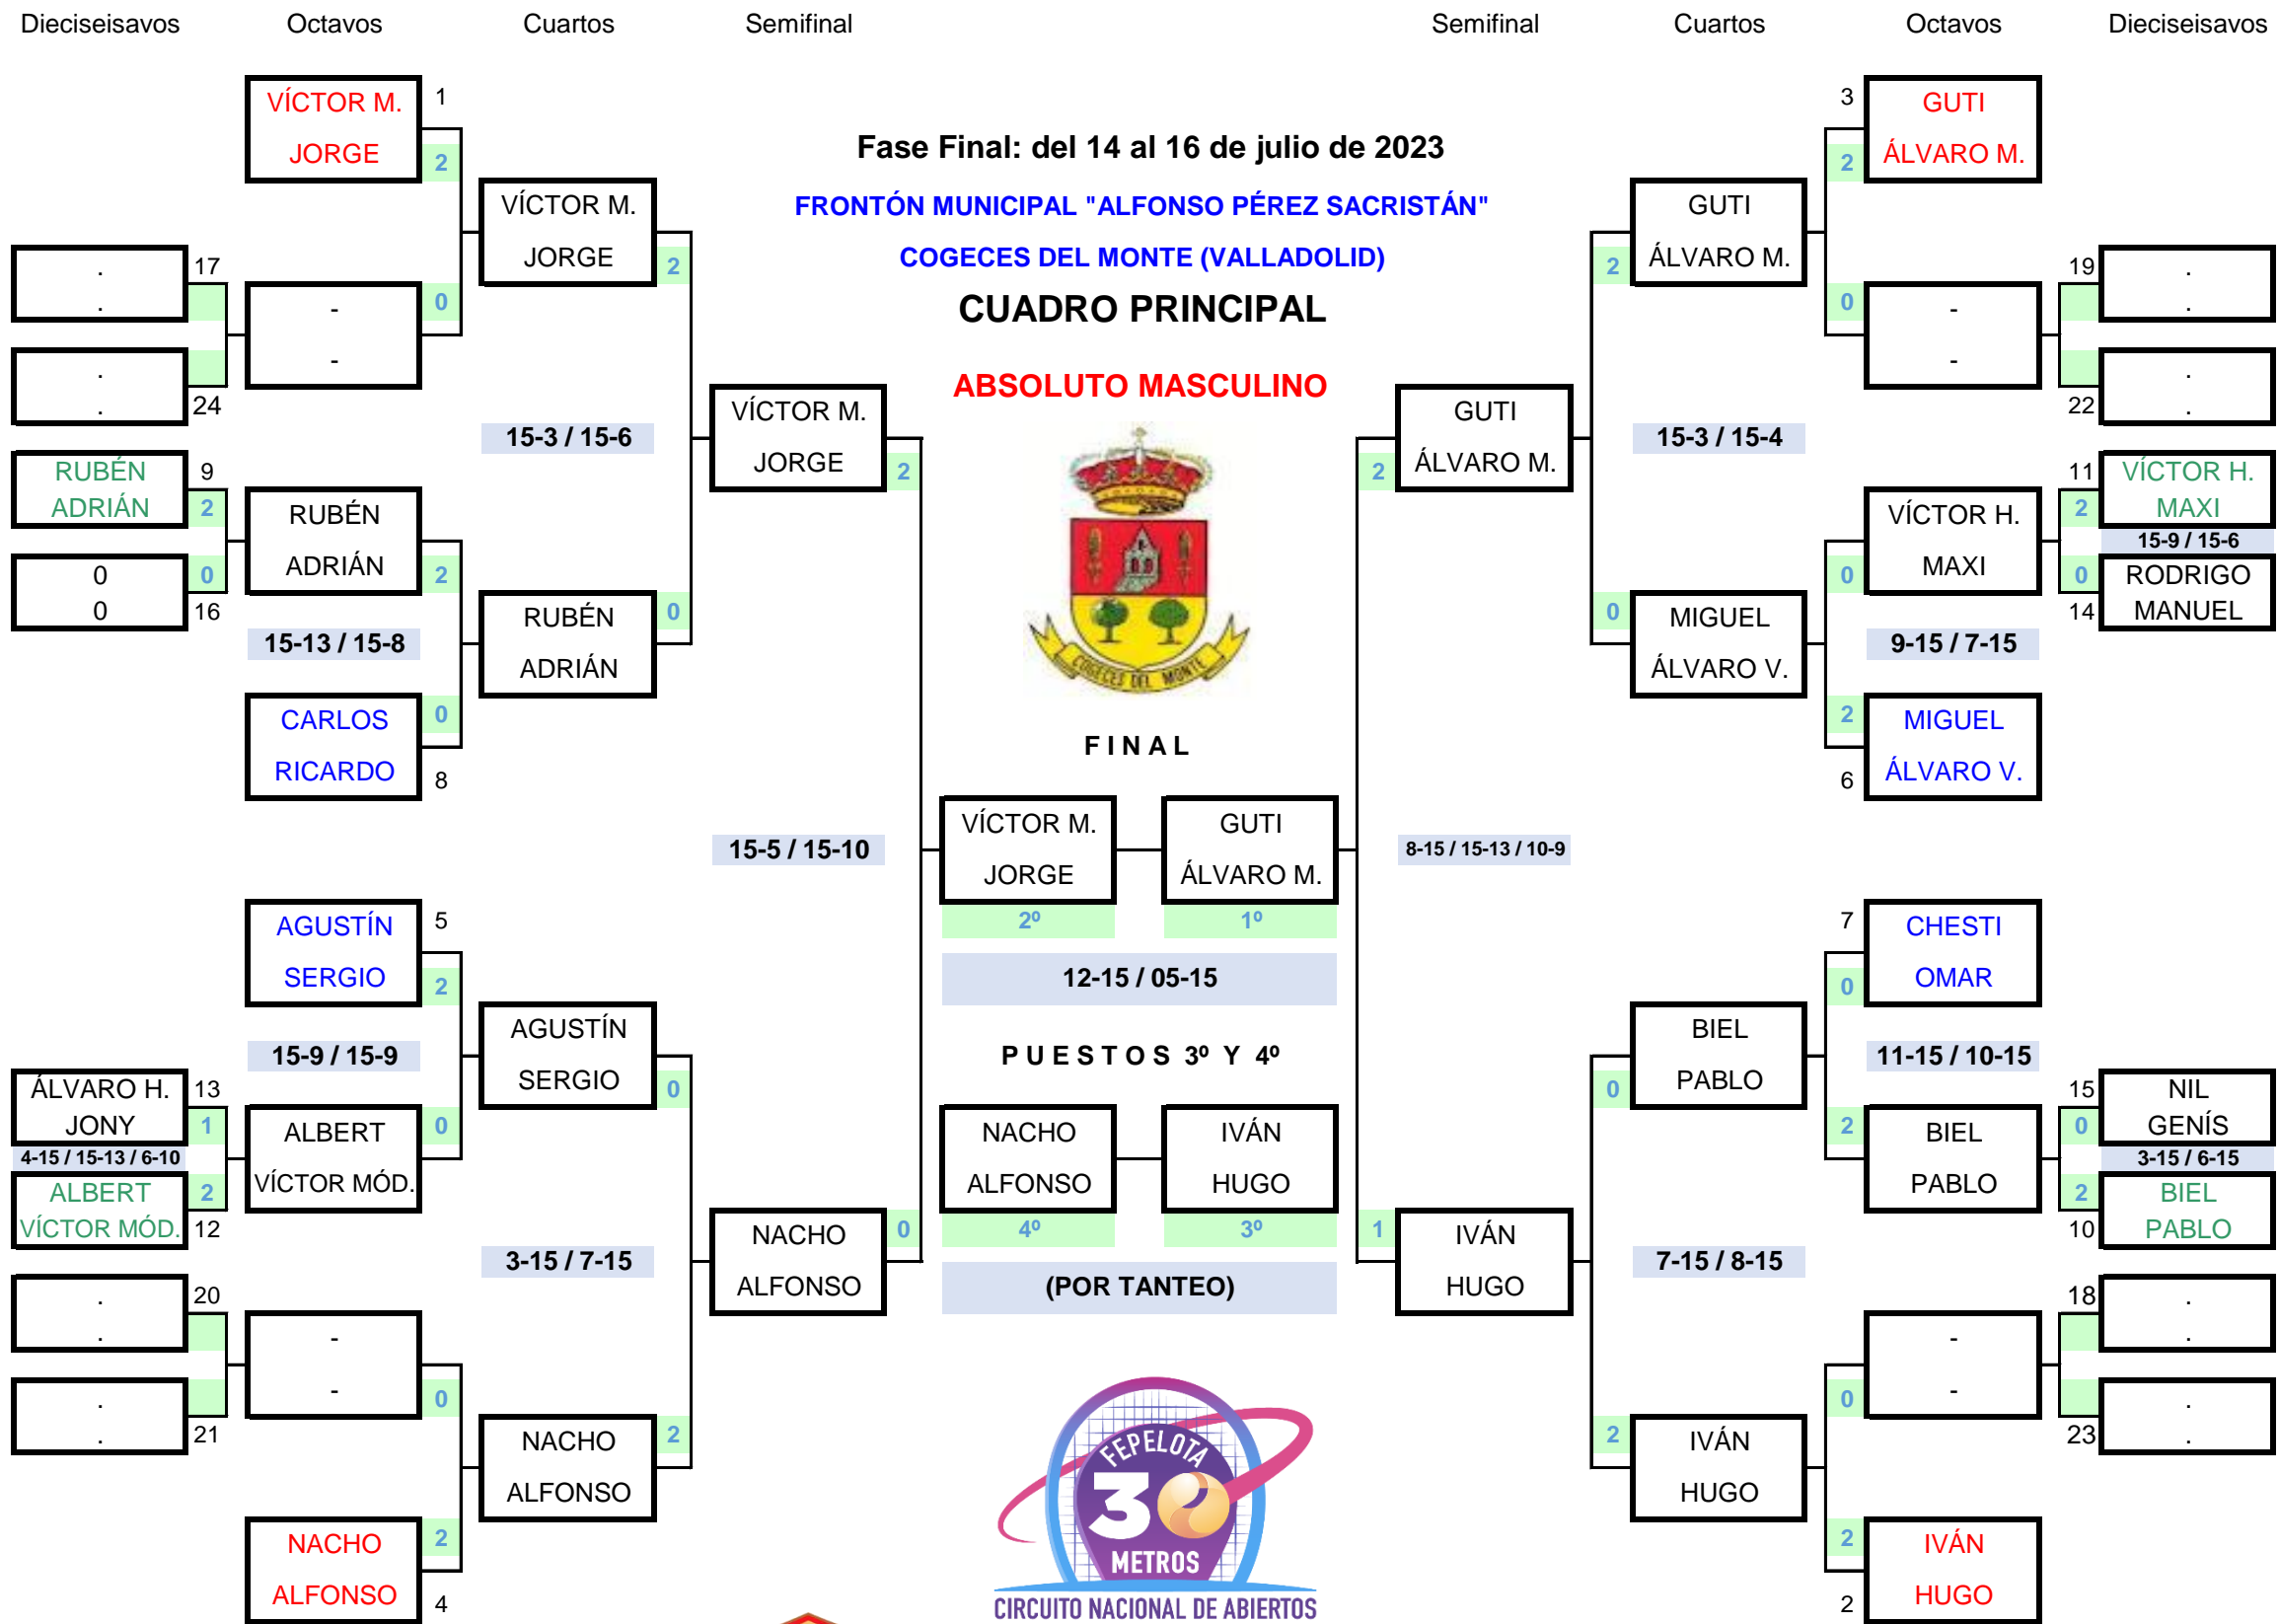 Dieciseisavos Octavos Cuartos Semifinal Semifinal Cuartos Octavos Dieciseisavos
VÍCTOR M. 1 3 GUTI
JORGE 2 2 ÁLVARO M.
Fase Final: del 14 al 16 de julio de 2023
VÍCTOR M. FRONTÓN MUNICIPAL "ALFONSO PÉREZ SACRISTÁN" GUTI
JORGE 2 COGECES DEL MONTE (VALLADOLID) 2 ÁLVARO M.
. 17 19 .
. - 0 CUADRO PRINCIPAL 0 - .
. - - .
. 24 ABSOLUTO MASCULINO 22 .
VÍCTOR M. GUTI
15-3 / 15-6 15-3 / 15-4
JORGE 2 2 ÁLVARO M.
RUBÉN 9 11 VÍCTOR H.
ADRIÁN 2 2 MAXI
RUBÉN VÍCTOR H.
15-9 / 15-6
ADRIÁN 2 0 MAXI
0 0 0 RODRIGO
0 16 14 MANUEL
RUBÉN 0 0 MIGUEL
15-13 / 15-8 9-15 / 7-15
ADRIÁN ÁLVARO V.
COGECES DEL MONTE
CARLOS 0 2 MIGUEL
RICARDO 8 6 ÁLVARO V.
F I N A L
VÍCTOR M. GUTI
15-5 / 15-10 8-15 / 15-13 / 10-9
JORGE ÁLVARO M.
2º 1º
AGUSTÍN 5 7 CHESTI
SERGIO 2 0 OMAR
12-15 / 05-15
AGUSTÍN BIEL
15-9 / 15-9 P U E S T O S 3º Y 4º 11-15 / 10-15
SERGIO 0 0 PABLO
ÁLVARO H. 13 15 NIL
JONY 1 0 GENÍS
ALBERT 0 NACHO IVÁN 2 BIEL
4-15 / 15-13 / 6-10 3-15 / 6-15
VÍCTOR MÓD. ALFONSO HUGO PABLO
ALBERT 2 2 BIEL
VÍCTOR MÓD. 12 10 PABLO
4º 3º
NACHO 0 1 IVÁN
3-15 / 7-15 7-15 / 8-15
ALFONSO (POR TANTEO) HUGO
. 20 18 .
. - - .
. - 0 0 - .
. 21 23 .
NACHO 2 2 IVÁN
ALFONSO HUGO
FEPELOTA
30
METROS
CIRCUITO NACIONAL DE ABIERTOS
NACHO 2 2 IVÁN
ALFONSO 4 2 HUGO